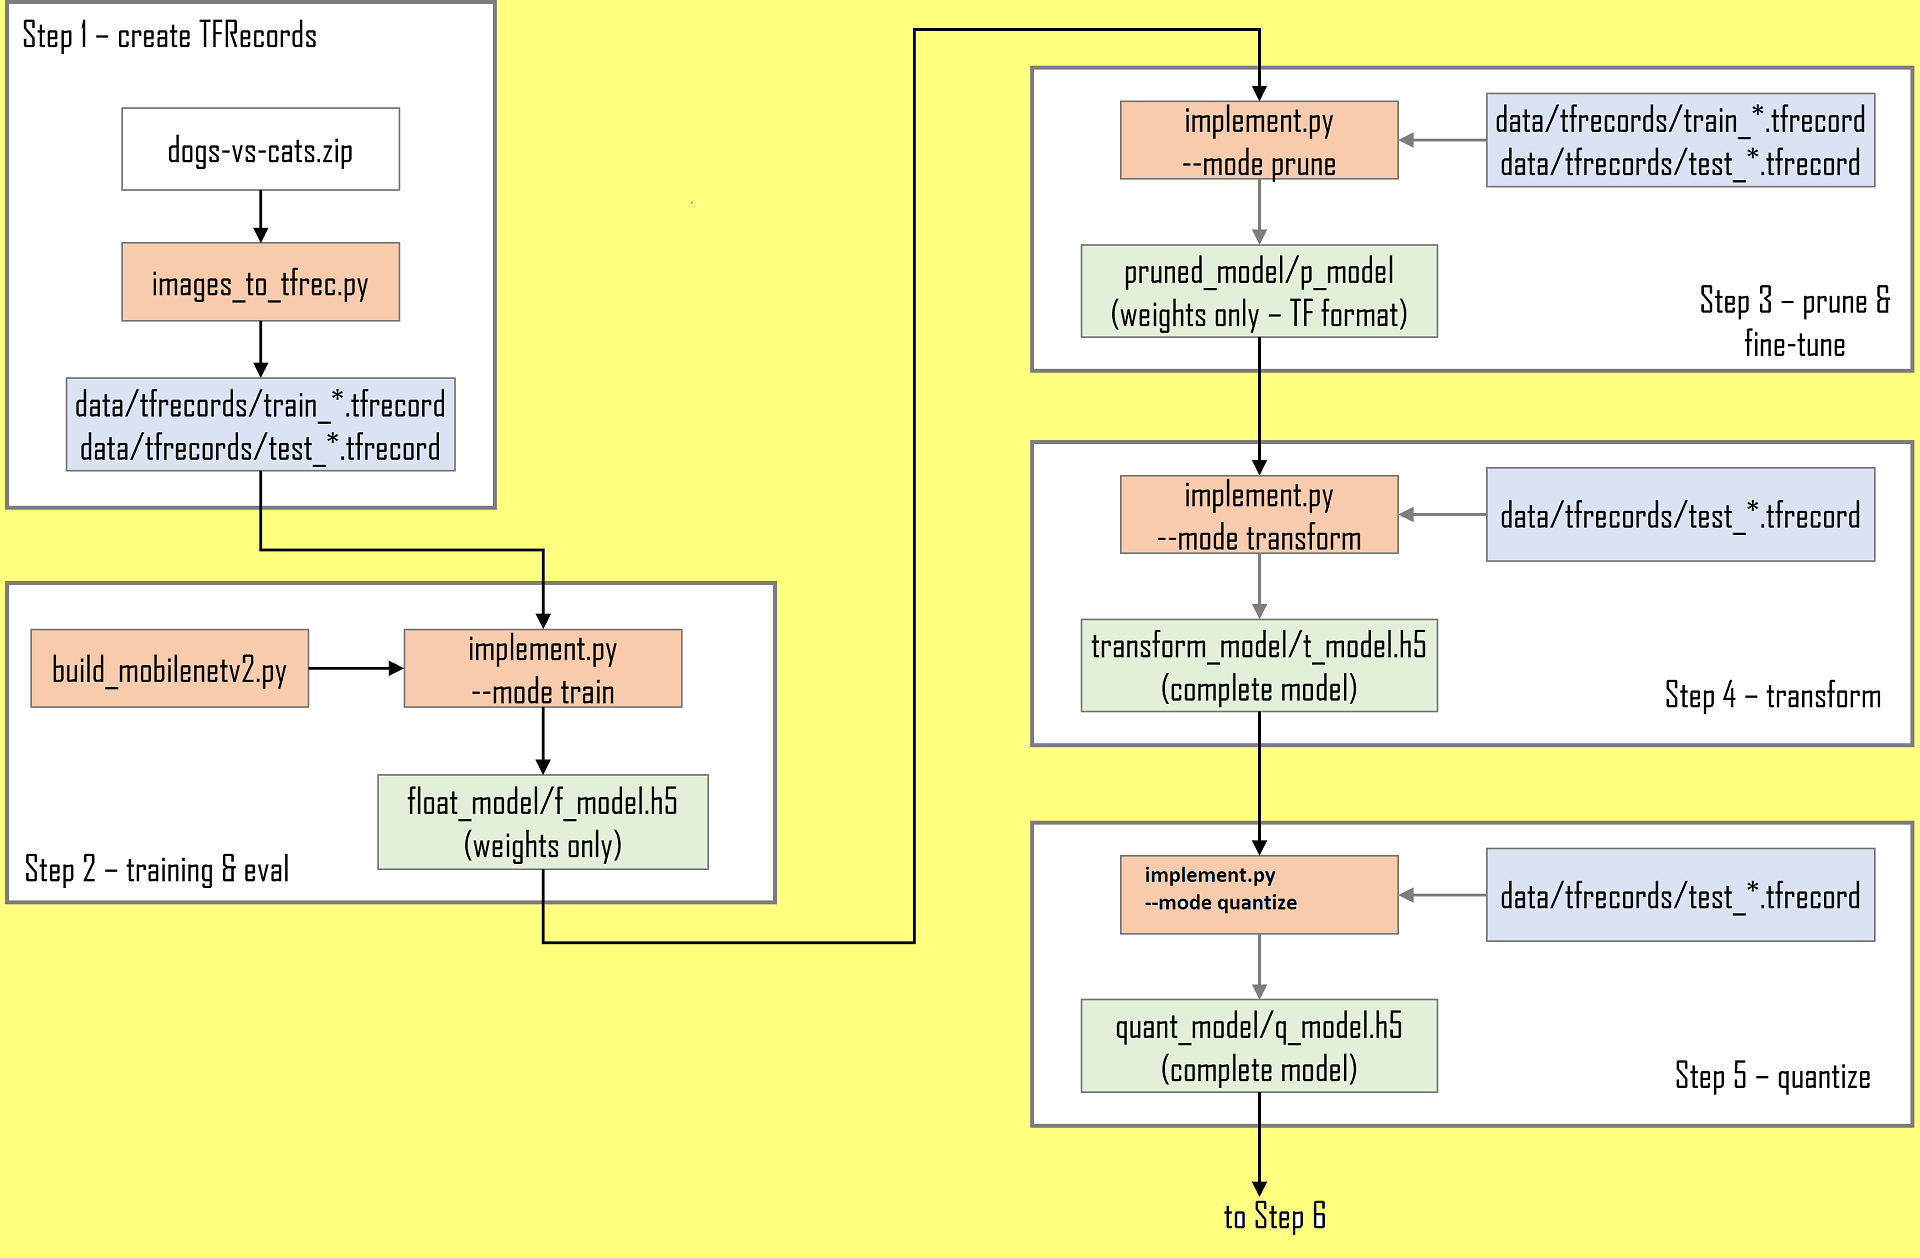 Step 1 – create TFRecords
dogs-vs-cats.zip
images_to_tfrec.py
data/tfrecords/train_*.tfrecord
data/tfrecords/test_*.tfrecord
build_mobilenetv2.py
implement.py
--mode train
float_model/f_model.h5
(weights only)
Step 2 – training & eval
implement.py
--mode prune
data/tfrecords/train_*.tfrecord
data/tfrecords/test_*.tfrecord
pruned_model/p_model
(weights only – TF format)
Step 3 – prune &
fine-tune
implement.py
--mode transform
data/tfrecords/test_*.tfrecord
transform_model/t_model.h5
(complete model)
Step 4 – transform
implement.py
--mode quantize
data/tfrecords/test_*.tfrecord
quant_model/q_model.h5
(complete model)
Step 5 – quantize
to Step 6